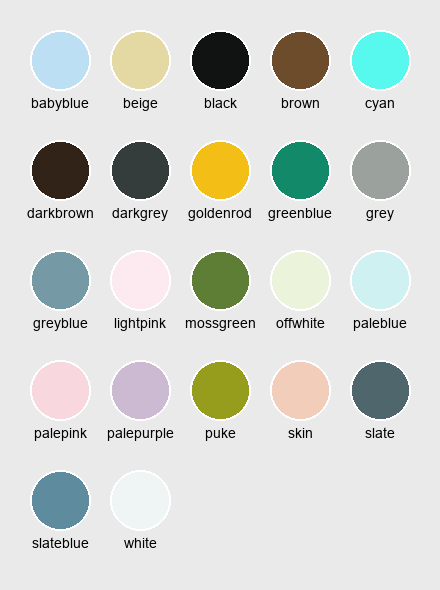 babyblue beige black brown cyan
darkbrown darkgrey goldenrod greenblue grey
greyblue lightpink mossgreen offwhite paleblue
palepink palepurple puke skin slate
slateblue white